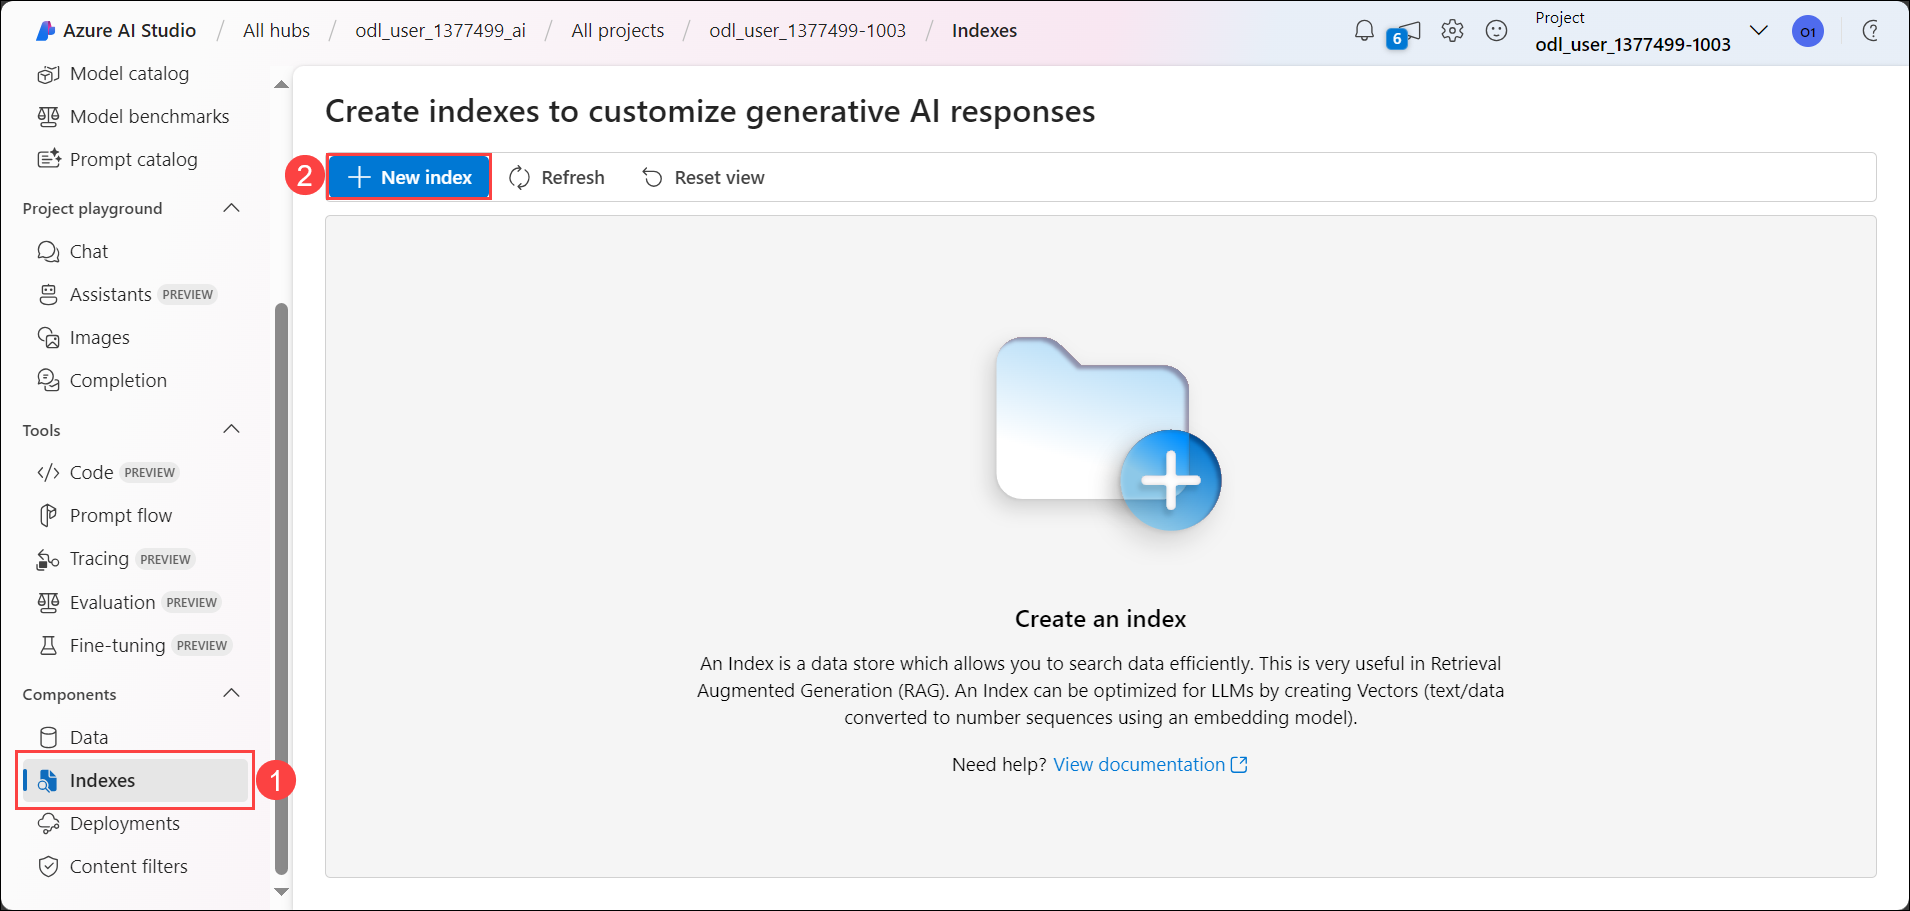 Azure AI Studio / All hubs / odl_user_1377499_ai / All projects / odl_user_1377499-1003 / Indexes
6
Project
odl_user_1377499-1003
O1
Model catalog
Model benchmarks
Prompt catalog
Project playground
Chat
Assistants PREVIEW
Images
Completion
Tools
Code PREVIEW
Prompt flow
Tracing PREVIEW
Evaluation PREVIEW
Fine-tuning PREVIEW
Components
Data
Indexes
1
Deployments
Content filters
Create indexes to customize generative AI responses
2
New index
Refresh
Reset view
Create an index
An Index is a data store which allows you to search data efficiently. This is very useful in Retrieval
Augmented Generation (RAG). An Index can be optimized for LLMs by creating Vectors (text/data
converted to number sequences using an embedding model).
Need help? View documentation